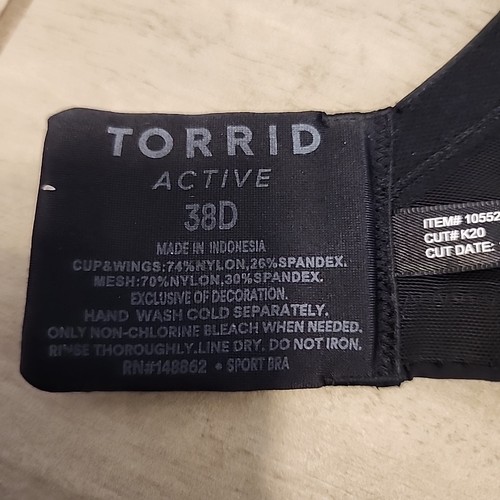 TORRID
ACTIVE
38D
MADE IN INDONESIA
CUP&WINGS:74%NYLON,26%SPANDEX.
MESH:70%NYLON,30%SPANDEX.
EXCLUSIVE OF DECORATION.
HAND WASH COLD SEPARATELY.
ONLY NON-CHLORINE BLEACH WHEN NEEDED.
RINSE THOROUGHLY.LINE DRY. DO NOT IRON.
RN#148862 • SPORT BRA
ITEM# 10552
CUT# K20
CUT DATE: